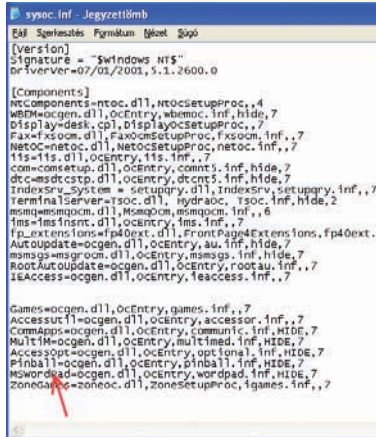 sysoc.inf - Jegyzettömb
Fájl Szerkesztés Formátum Nézet Súgó
[Version]
Signature = "$Windows NT$"
DriverVer=07/01/2001,5.1.2600.0
[Components]
NtComponents=ntoc.dll,NtOcSetupProc,,4
WBEM=ocgen.dll,OcEntry,wbemoc.inf,hide,7
Display=desk.cpl,DisplayOcSetupProc,,7
Fax=fxsocm.dll,FaxOcmSetupProc,fxsocm.inf,,7
NetOC=netoc.dll,NetOcSetupProc,netoc.inf,,7
iis=iis.dll,OcEntry,iis.inf,,7
com=comsetup.dll,OcEntry,comnt5.inf,hide,7
dtc=msdtcstp.dll,OcEntry,dtcnt5.inf,hide,7
IndexSrv_System = setupqry.dll,IndexSrv,setupqry.inf,,7
TerminalServer=TSoc.dll, HydraOc, TSoc.inf,hide,2
msmq=msmqocm.dll,MsmqOcm,msmqocm.inf,,6
ims=imsinsnt.dll,OcEntry,ims.inf,,7
fp_extensions=fp40ext.dll,FrontPage4Extensions,fp40ext.
AutoUpdate=ocgen.dll,OcEntry,au.inf,hide,7
msmsgs=msgrocm.dll,OcEntry,msmsgs.inf,hide,7
RootAutoUpdate=ocgen.dll,OcEntry,rootau.inf,,7
IEAccess=ocgen.dll,OcEntry,ieaccess.inf,,7
Games=ocgen.dll,OcEntry,games.inf,,7
AccessUtil=ocgen.dll,OcEntry,accessor.inf,,7
CommApps=ocgen.dll,OcEntry,communic.inf,HIDE,7
MultiM=ocgen.dll,OcEntry,multimed.inf,HIDE,7
AccessOpt=ocgen.dll,OcEntry,optional.inf,HIDE,7
Pinball=ocgen.dll,OcEntry,pinball.inf,HIDE,7
MSWordPad=ocgen.dll,OcEntry,wordpad.inf,HIDE,7
ZoneGames=zoneoc.dll,ZoneSetupProc,igames.inf,,7